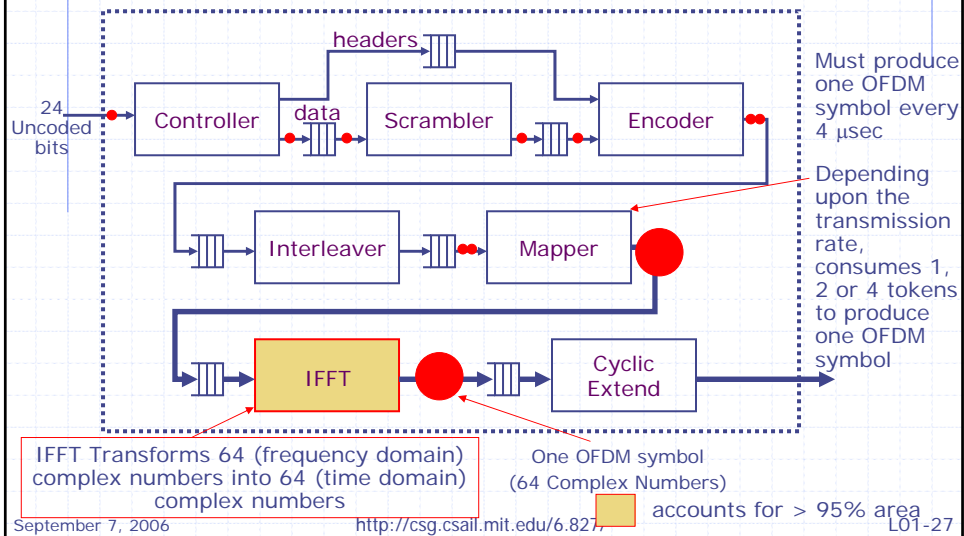 headers
24
Uncoded
bits
Controller
data
Scrambler
Encoder
Must produce
one OFDM
symbol every
4 μsec
Depending
upon the
transmission
rate,
consumes 1,
2 or 4 tokens
to produce
one OFDM
symbol
Interleaver
Mapper
IFFT
Cyclic
Extend
IFFT Transforms 64 (frequency domain)
complex numbers into 64 (time domain)
complex numbers
One OFDM symbol
(64 Complex Numbers)
accounts for > 95% area
September 7, 2006
http://csg.csail.mit.edu/6.827/
L01-27